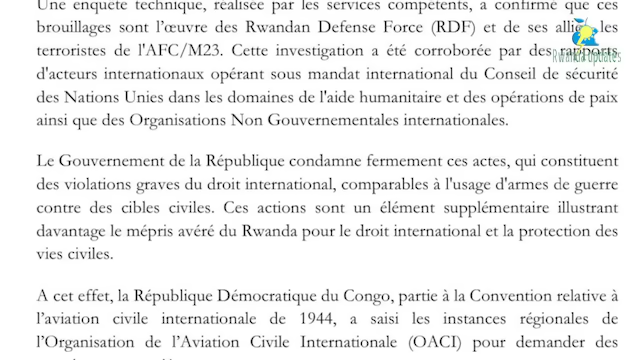 Une enquête technique, réalisée par les services compétents, a confirmé que ces
brouillages sont l'œuvre des Rwandan Defense Force (RDF) et de ses alliés les
terroristes de l'AFC/M23. Cette investigation a été corroborée par des rapports
d'acteurs internationaux opérant sous mandat international du Conseil de sécurité
des Nations Unies dans les domaines de l'aide humanitaire et des opérations de paix
ainsi que des Organisations Non Gouvernementales internationales.
Rwanda Updates
Le Gouvernement de la République condamne fermement ces actes, qui constituent
des violations graves du droit international, comparables à l'usage d'armes de guerre
contre des cibles civiles. Ces actions sont un élément supplémentaire illustrant
davantage le mépris avéré du Rwanda pour le droit international et la protection des
vies civiles.
A cet effet, la République Démocratique du Congo, partie à la Convention relative à
l'aviation civile internationale de 1944, a saisi les instances régionales de
l'Organisation de l'Aviation Civile Internationale (OACI) pour demander des